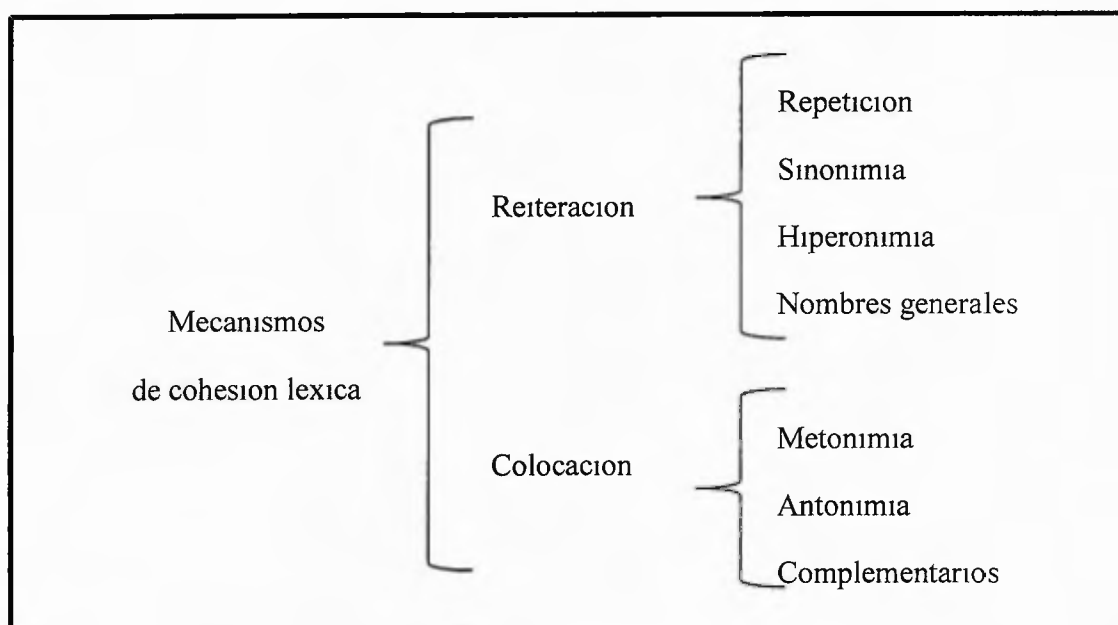 Mecanismos
de cohesion lexica
Reiteracion
Repeticion
Sinonimia
Hiperonimia
Nombres generales
Colocacion
Metonimia
Antonimia
Complementarios